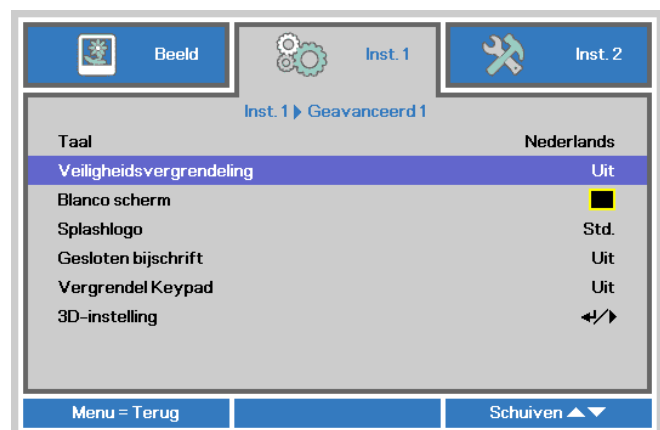 Beeld
Inst. 1
Inst. 2
Inst. 1 Geavanceerd 1
Taal Nederlands
Veiligheidsvergrendeling Uit
Blanco scherm
Splashlogo Std.
Gesloten bijschrift Uit
Vergrendel Keypad Uit
3D-instelling
Menu = Terug
Schuiven